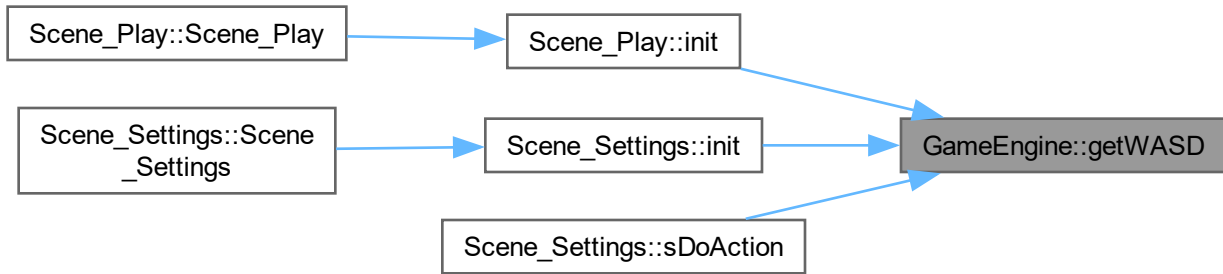 Scene_Play::Scene_Play
Scene_Play::init
Scene_Settings::Scene
_Settings
Scene_Settings::init
GameEngine::getWASD
Scene_Settings::sDoAction